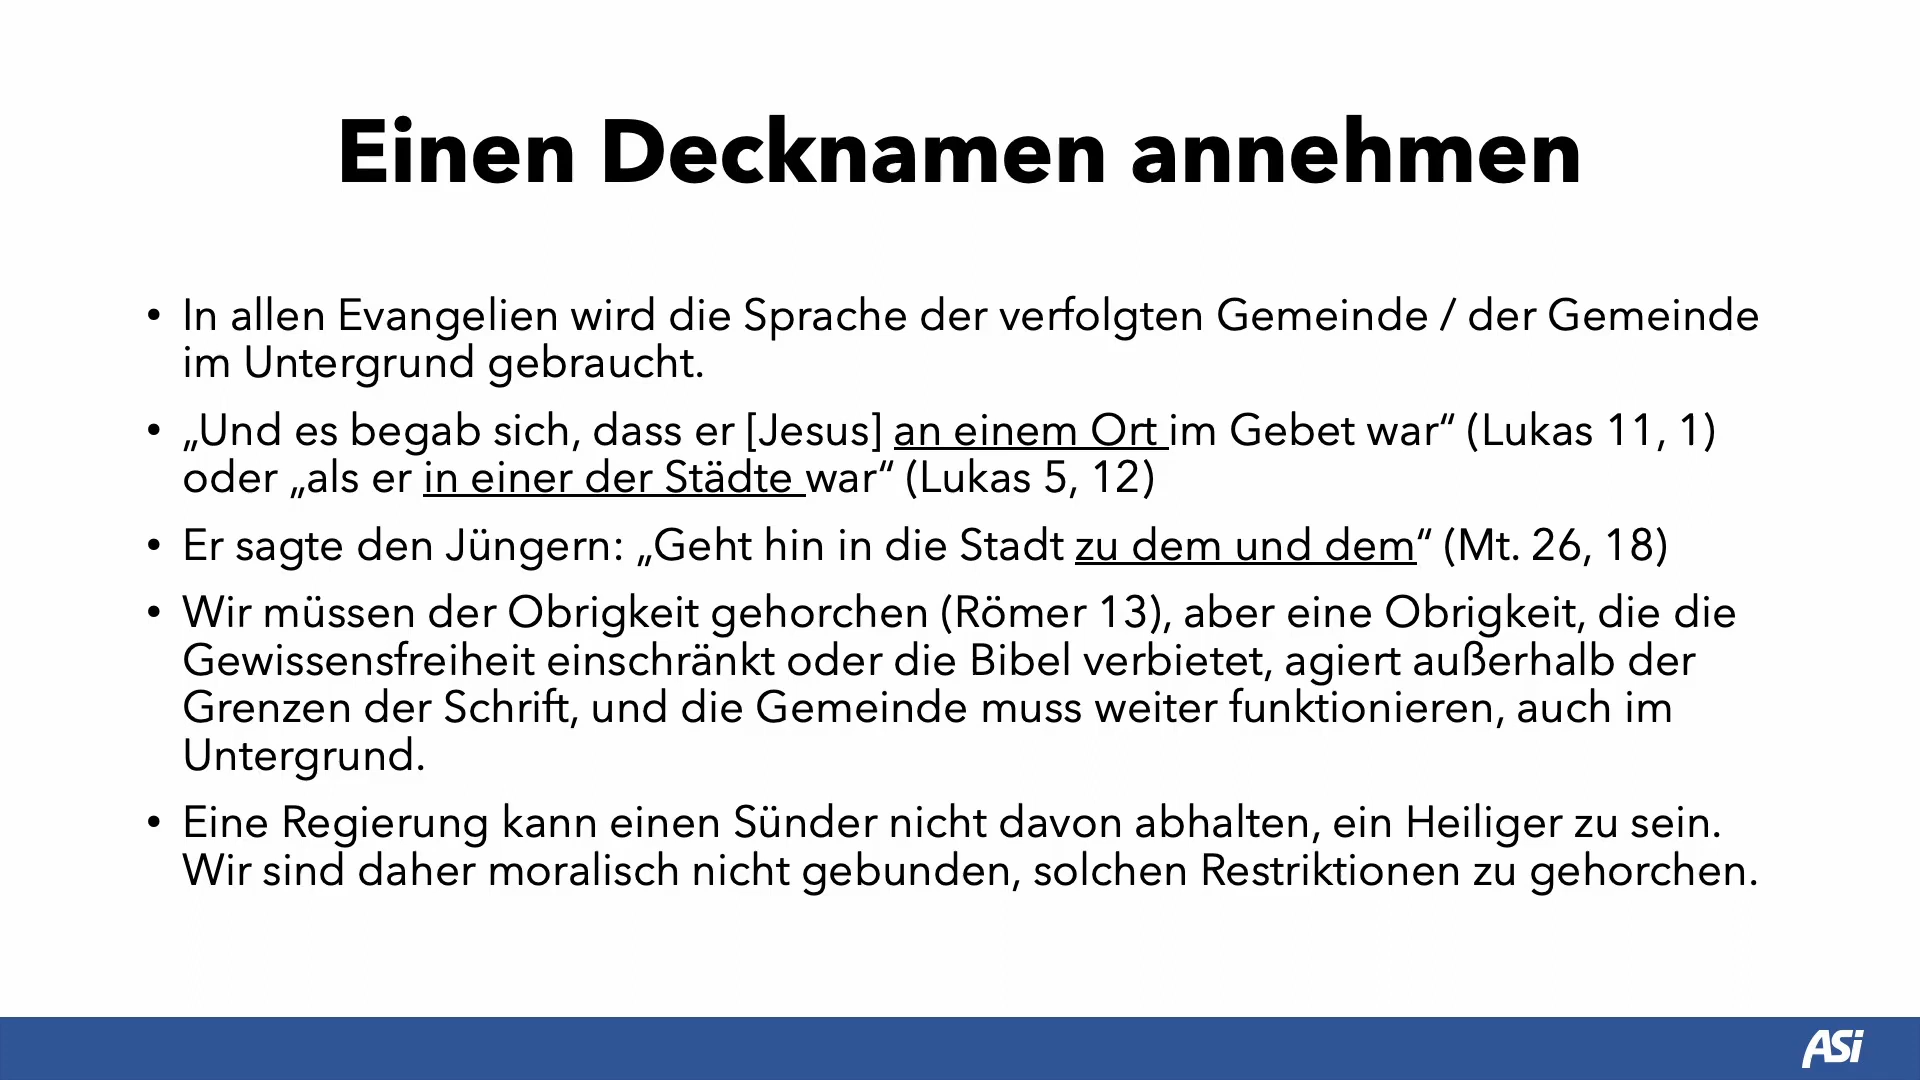 Einen Decknamen annehmen
• In allen Evangelien wird die Sprache der verfolgten Gemeinde / der Gemeinde
im Untergrund gebraucht.
• „Und es begab sich, dass er [Jesus] an einem Ort im Gebet war“ (Lukas 11, 1)
oder „als er in einer der Städte war“ (Lukas 5, 12)
• Er sagte den Jüngern: „Geht hin in die Stadt zu dem und dem“ (Mt. 26, 18)
• Wir müssen der Obrigkeit gehorchen (Römer 13), aber eine Obrigkeit, die die
Gewissensfreiheit einschränkt oder die Bibel verbietet, agiert außerhalb der
Grenzen der Schrift, und die Gemeinde muss weiter funktionieren, auch im
Untergrund.
• Eine Regierung kann einen Sünder nicht davon abhalten, ein Heiliger zu sein.
Wir sind daher moralisch nicht gebunden, solchen Restriktionen zu gehorchen.
ASi